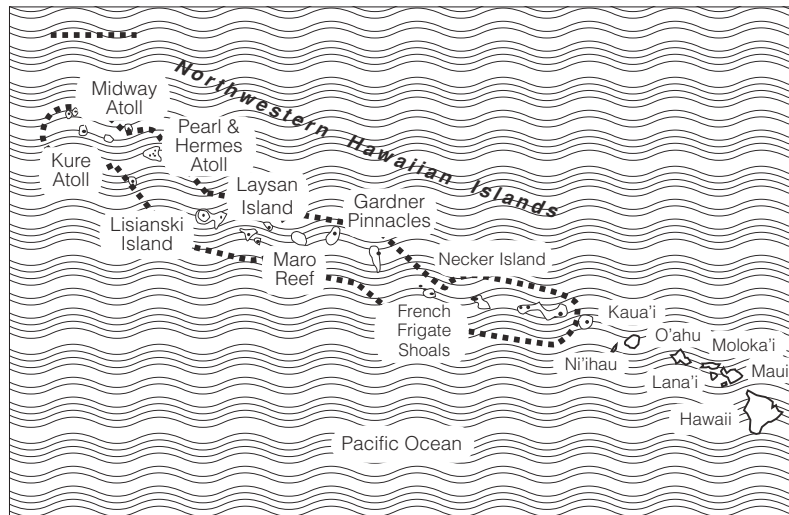 Northwestern Hawaiian Islands
Midway
Atoll
Pearl &
Hermes
Atoll
Kure
Atoll
Laysan
Island
Lisianski
Island
Gardner
Pinnacles
Maro
Reef
Necker Island
French
Frigate
Shoals
Kaua'i
Ni'ihau
O'ahu
Moloka'i
Lana'i
Maui
Hawaii
Pacific Ocean